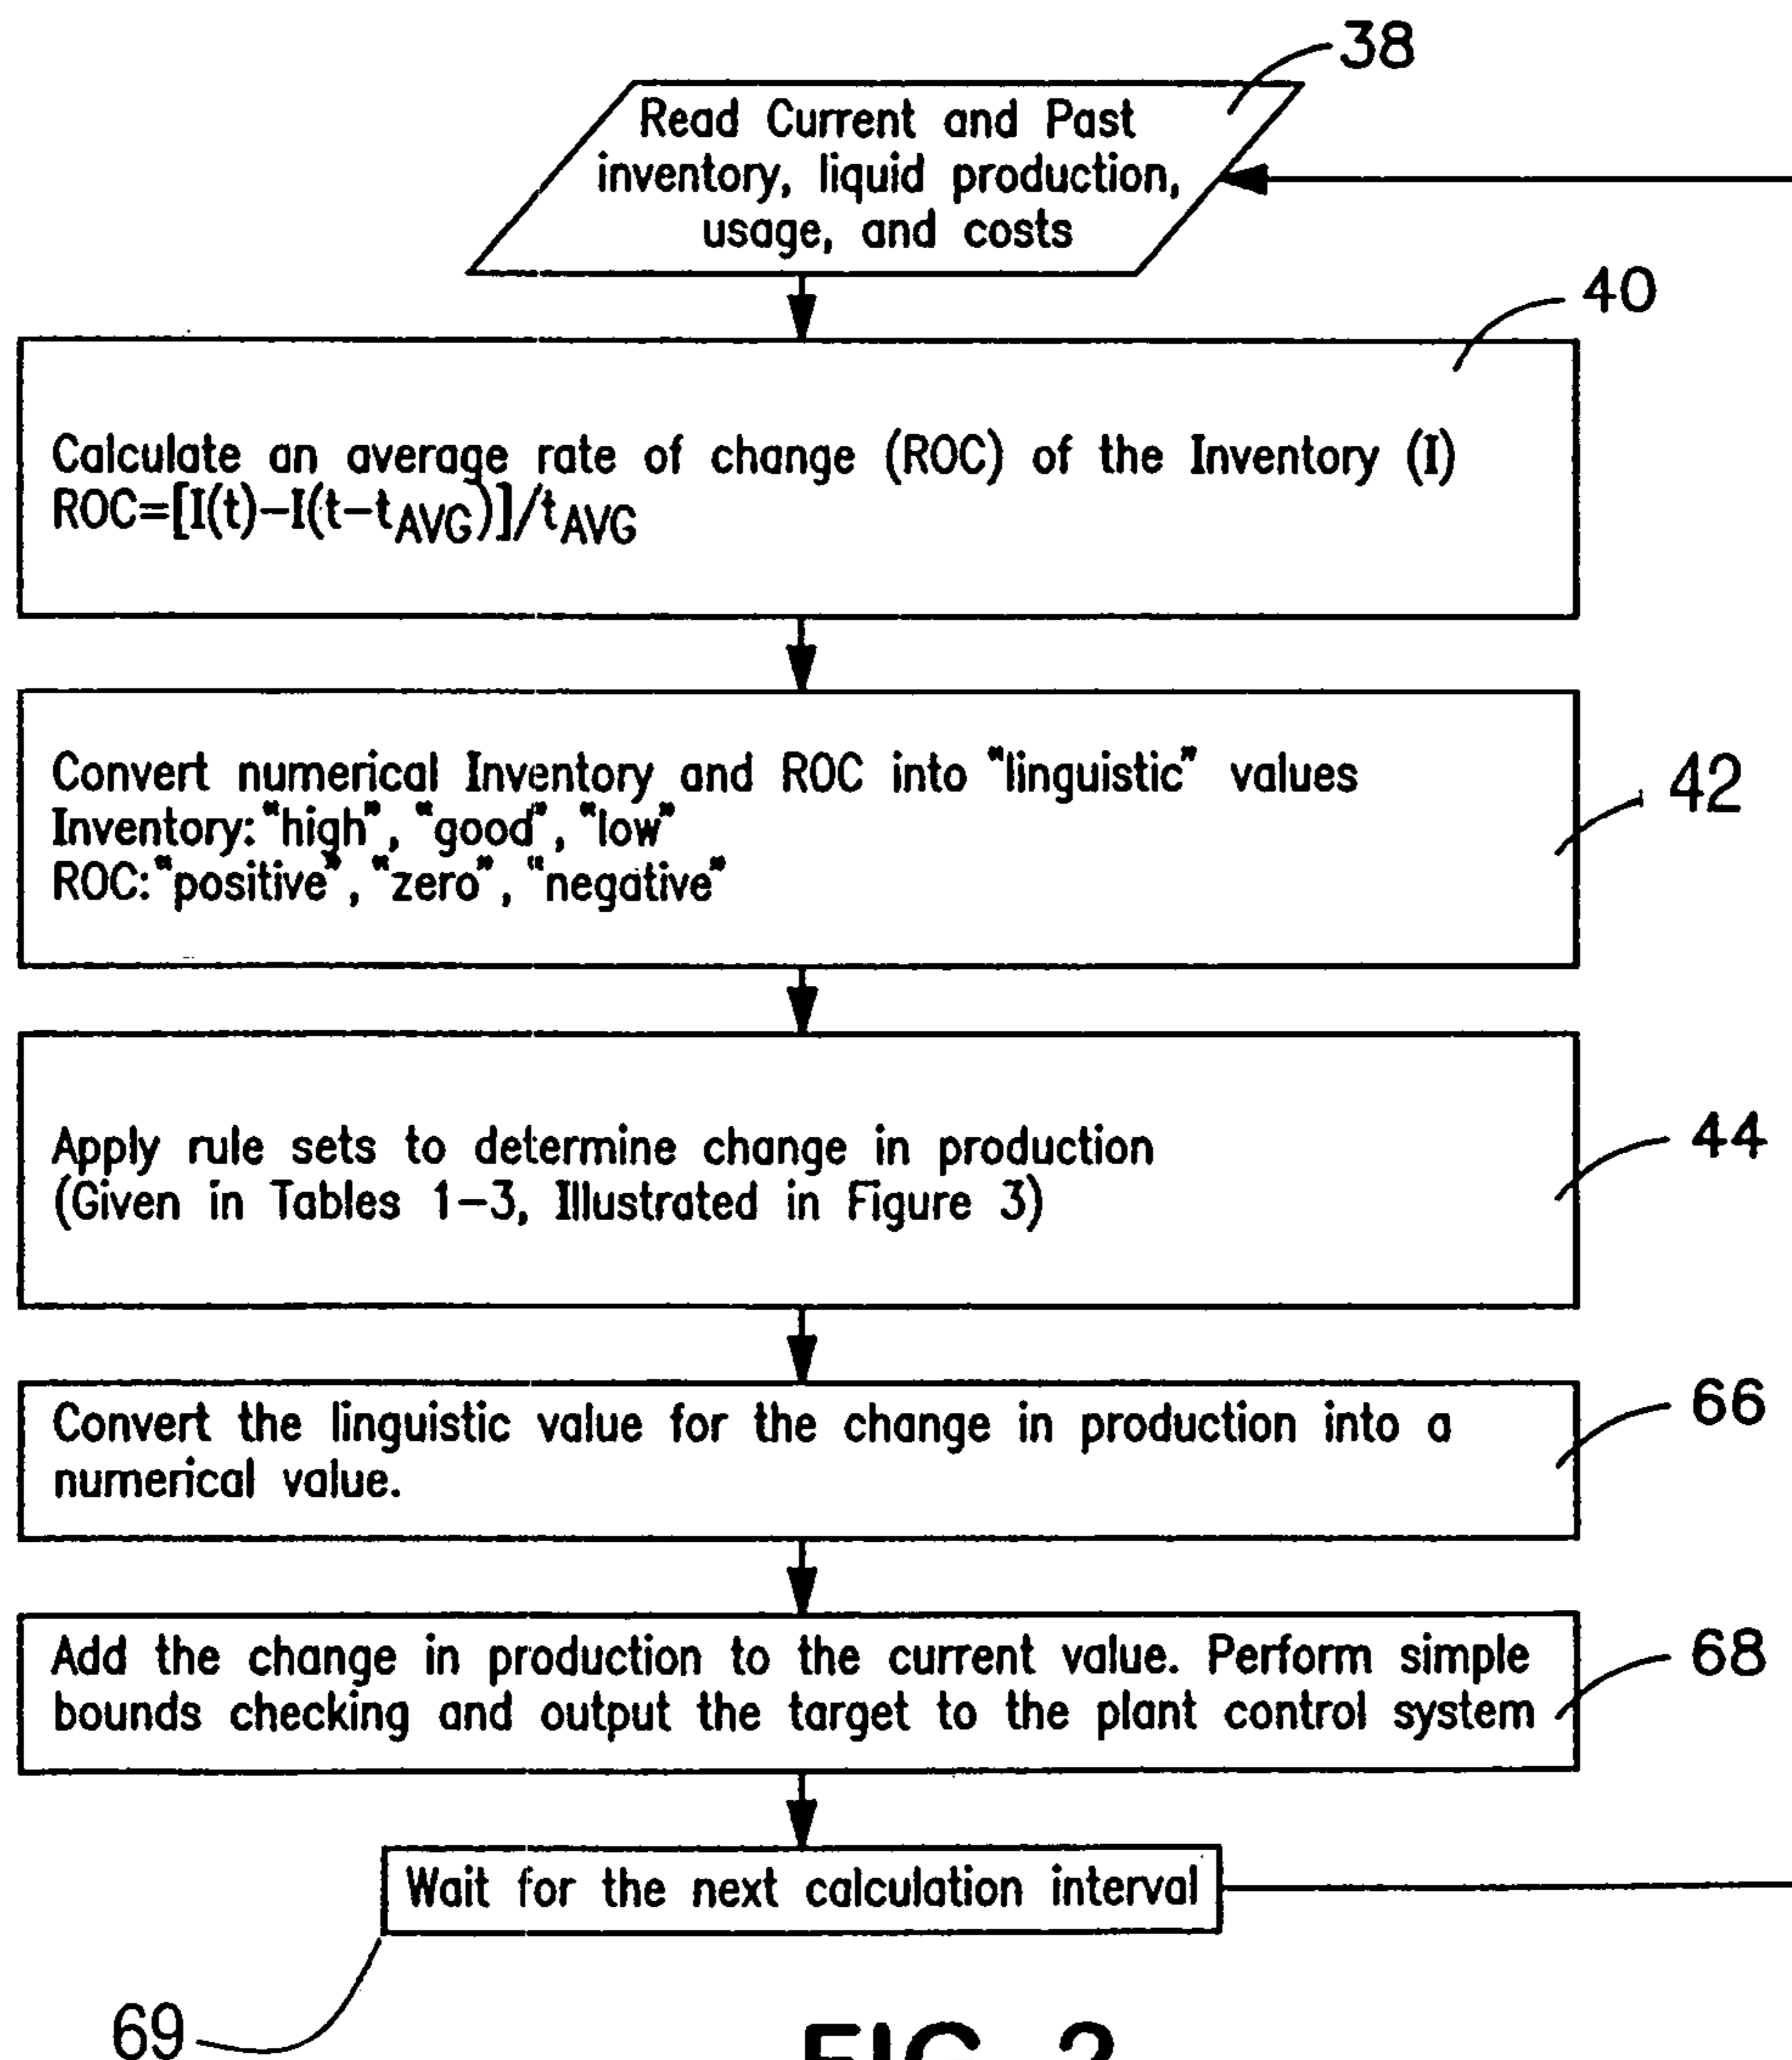 38
Read Current and Past
inventory, liquid production,
usage, and costs
40
Calculate an average rate of change (ROC) of the Inventory (I)
ROC=[I(t)-I(t-tAVG)]/tAVG
Convert numerical Inventory and ROC into "linguistic" values
Inventory:"high", "good", "low"
ROC:"positive", "zero", "negative"
42
Apply rule sets to determine change in production
(Given in Tables 1-3, Illustrated in Figure 3)
44
Convert the linguistic value for the change in production into a
numerical value.
66
Add the change in production to the current value. Perform simple
bounds checking and output the target to the plant control system
68
Wait for the next calculation interval
69
FIG. 2